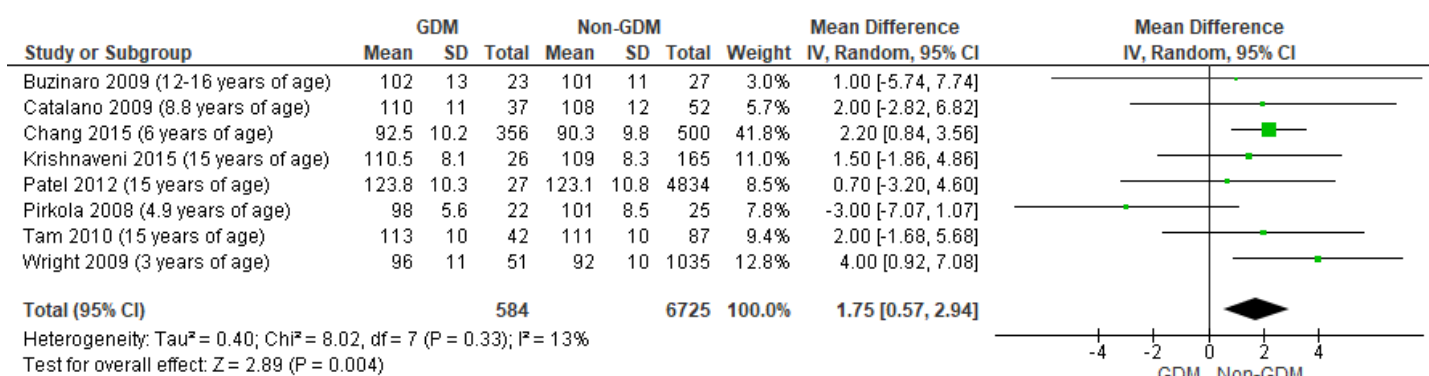 GDM Non-GDM Mean Difference Mean Difference
Study or Subgroup Mean SD Total Mean SD Total Weight IV, Random, 95% CI IV, Random, 95% CI
Buzinaro 2009 (12-16 years of age) 102 13 23 101 11 27 3.0% 1.00 [-5.74, 7.74]
Catalano 2009 (8.8 years of age) 110 11 37 108 12 52 5.7% 2.00 [-2.82, 6.82]
Chang 2015 (6 years of age) 92.5 10.2 356 90.3 9.8 500 41.8% 2.20 [0.84, 3.56]
Krishnaveni 2015 (15 years of age) 110.5 8.1 26 109 8.3 165 11.0% 1.50 [-1.86, 4.86]
Patel 2012 (15 years of age) 123.8 10.3 27 123.1 10.8 4834 8.5% 0.70 [-3.20, 4.60]
Pirkola 2008 (4.9 years of age) 98 5.6 22 101 8.5 25 7.8% -3.00 [-7.07, 1.07]
Tam 2010 (15 years of age) 113 10 42 111 10 87 9.4% 2.00 [-1.68, 5.68]
Wright 2009 (3 years of age) 96 11 51 92 10 1035 12.8% 4.00 [0.92, 7.08]
Total (95% CI) 584 6725 100.0% 1.75 [0.57, 2.94]
Heterogeneity: Tau² = 0.40; Chi² = 8.02, df = 7 (P = 0.33); I² = 13%
Test for overall effect: Z = 2.89 (P = 0.004)
-4 -2 0 2 4
GDM Non-GDM